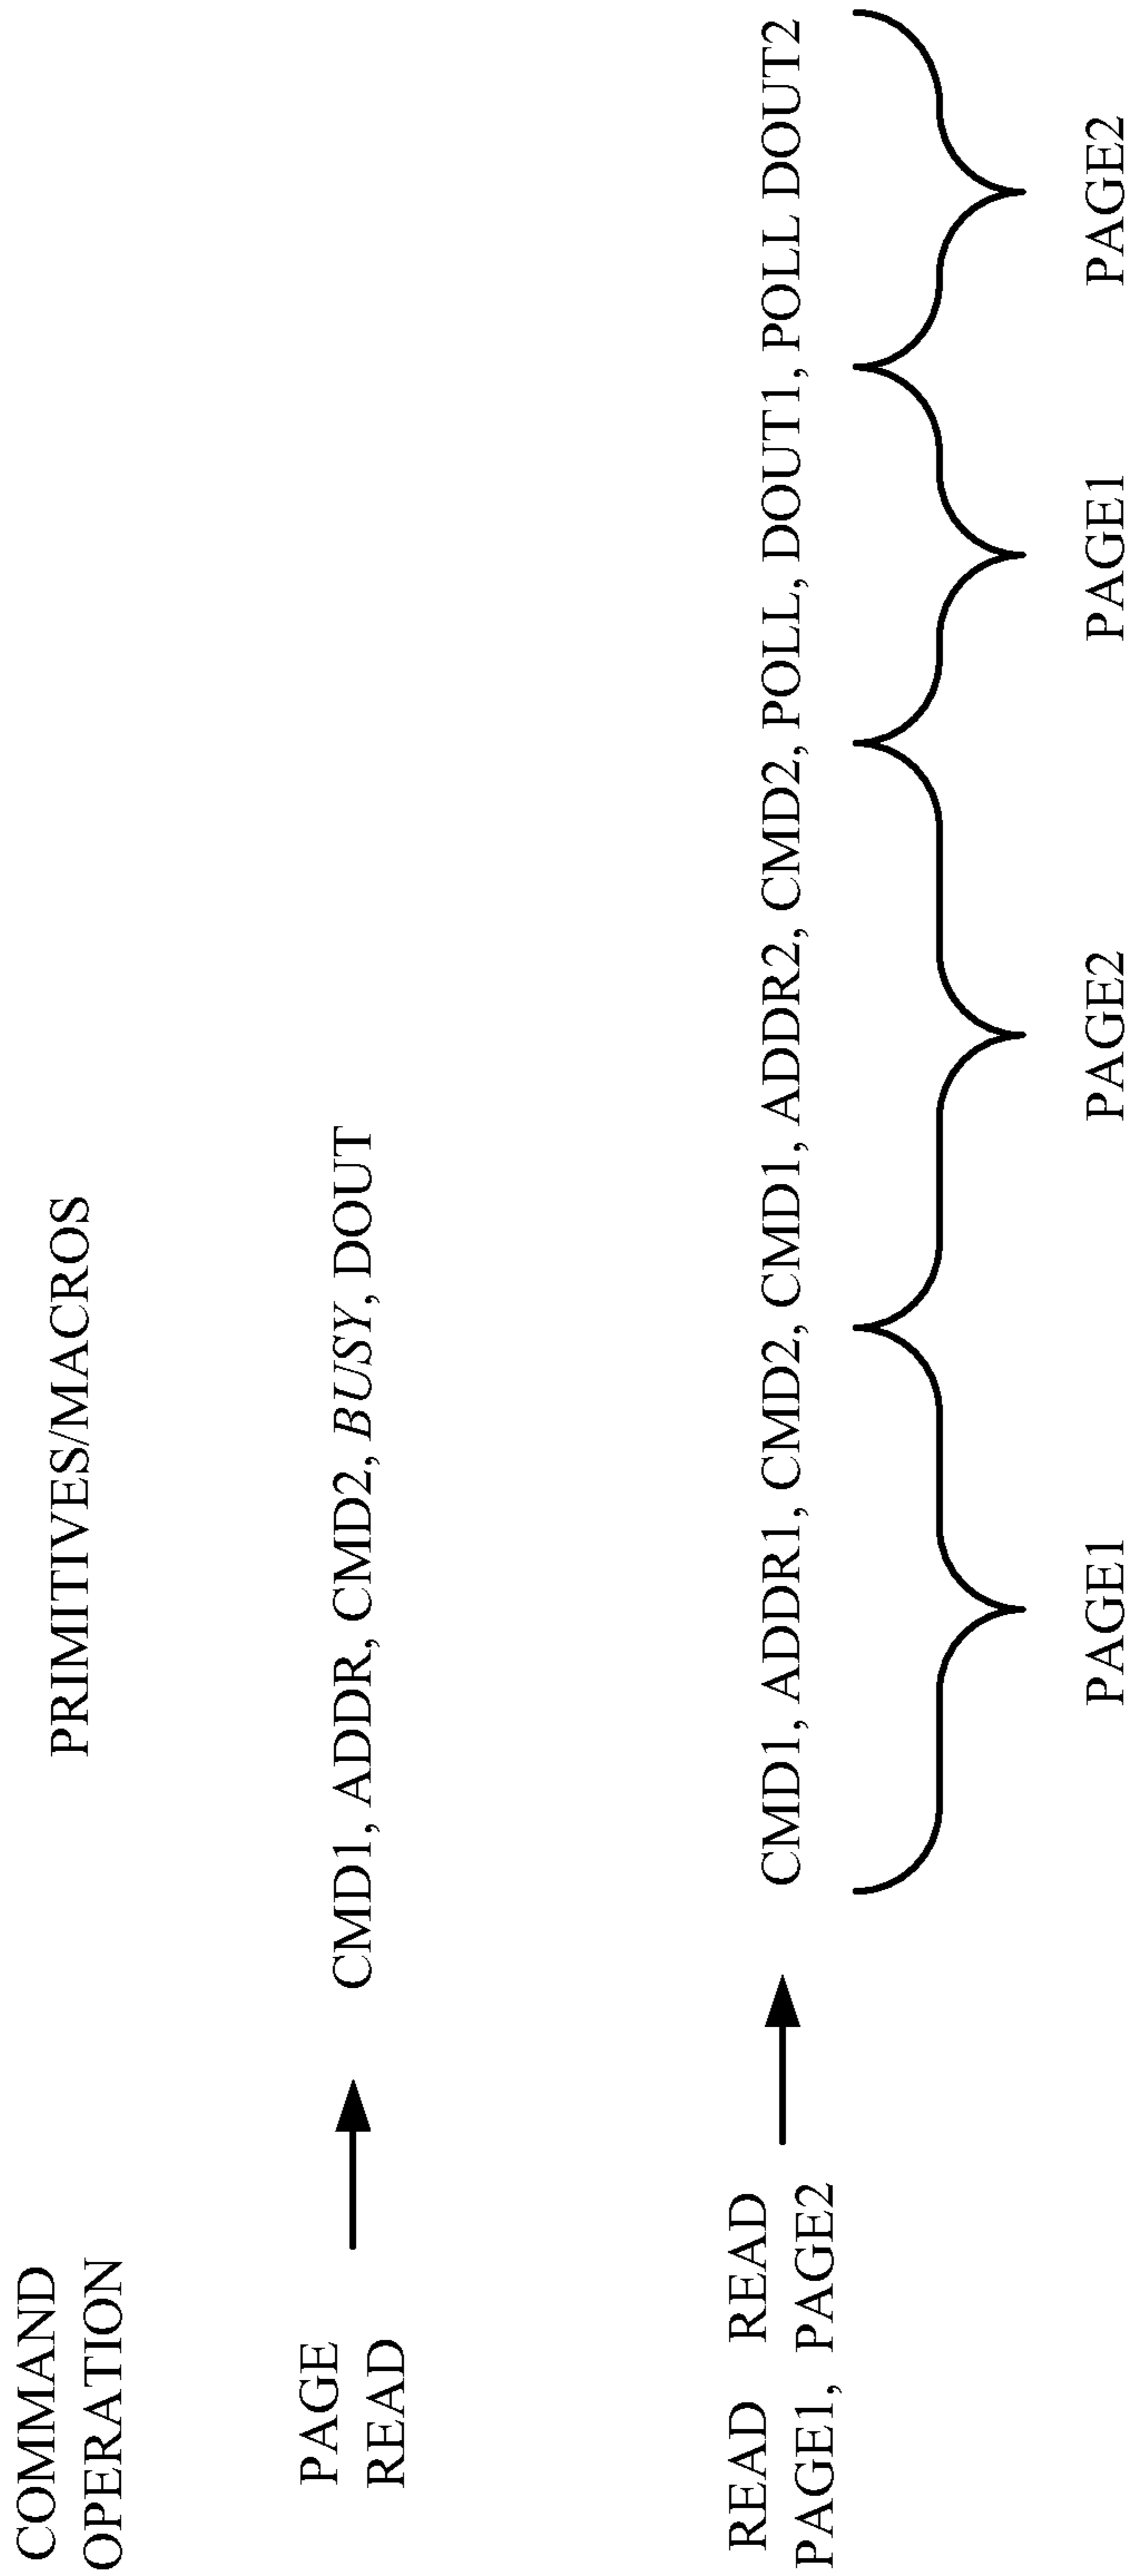 COMMAND
OPERATION
PRIMITIVES/MACROS
PAGE
READ
CMD1, ADDR, CMD2, BUSY, DOUT
READ READ
PAGE1, PAGE2
CMD1, ADDR1, CMD2, CMD1, ADDR2, CMD2, POLL, DOUT1, POLL DOUT2
PAGE1 PAGE2 PAGE1 PAGE2